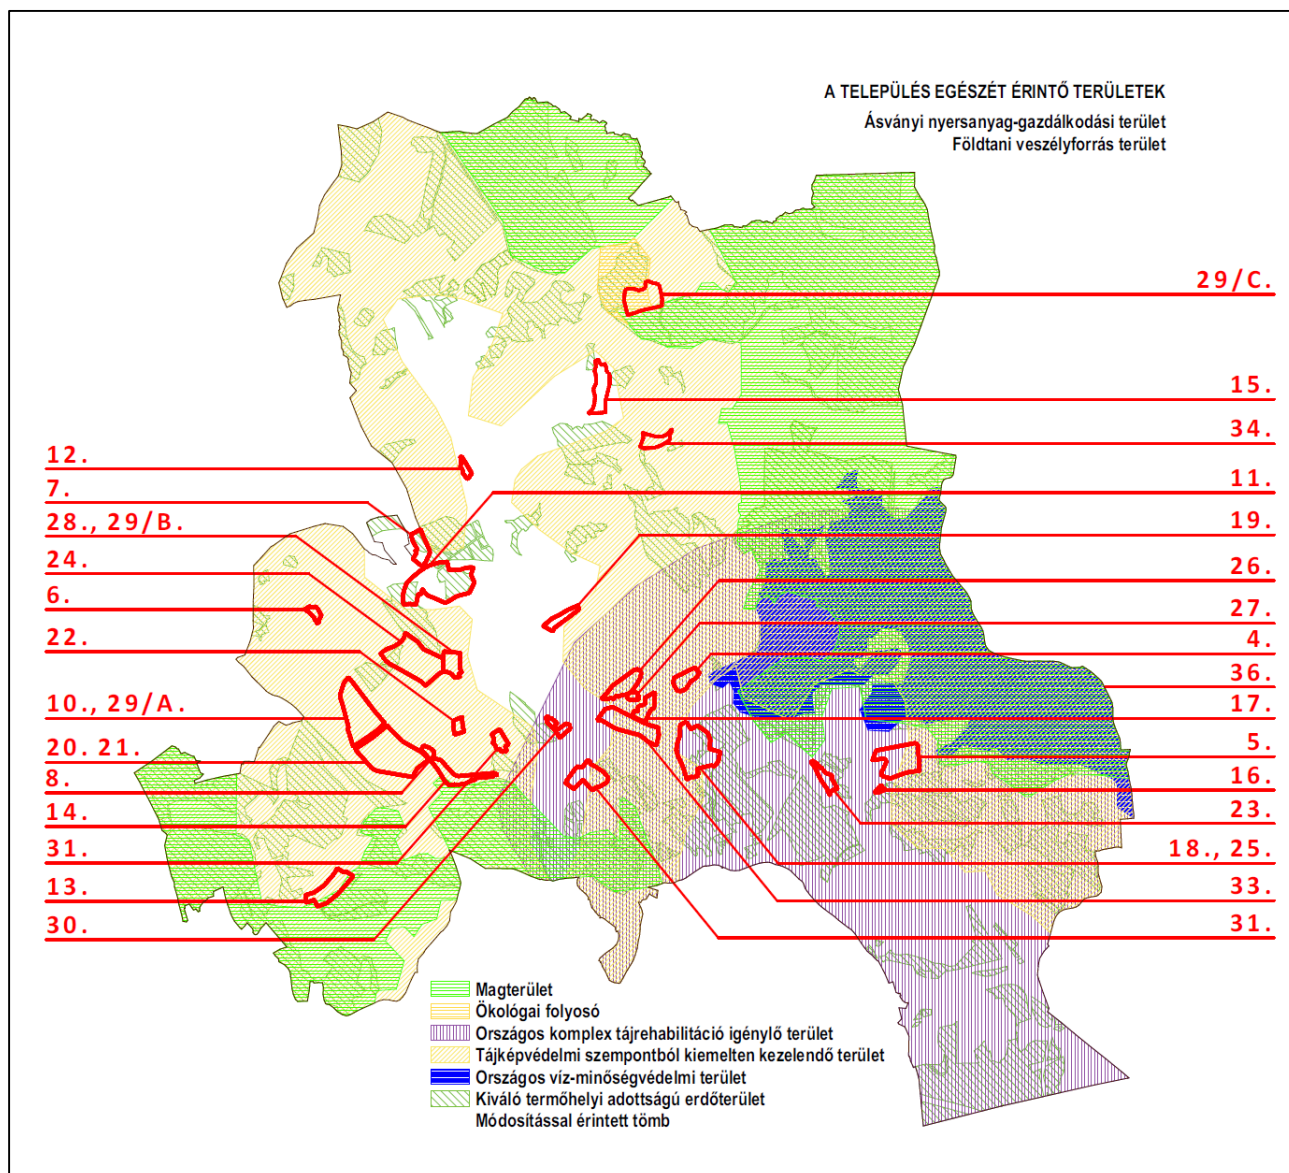 A TELEPÜLÉS EGÉSZÉT ÉRINTŐ TERÜLETEK
Ásványi nyersanyag-gazdálkodási terület
Földtani veszélyforrás terület
29/C.
15.
34.
12.
11.
7.
28., 29/B.
19.
24.
26.
6.
27.
22.
4.
36.
10., 29/A.
17.
20. 21.
5.
8.
16.
14.
23.
31.
18., 25.
13.
33.
30.
31.
Magterület
Ökológai folyosó
Országos komplex tájrehabilitáció igénylő terület
Tájképvédelmi szempontból kiemelten kezelendő terület
Országos víz-minőségvédelmi terület
Kiváló termőhelyi adottságú erdőterület
Módosítással érintett tömb